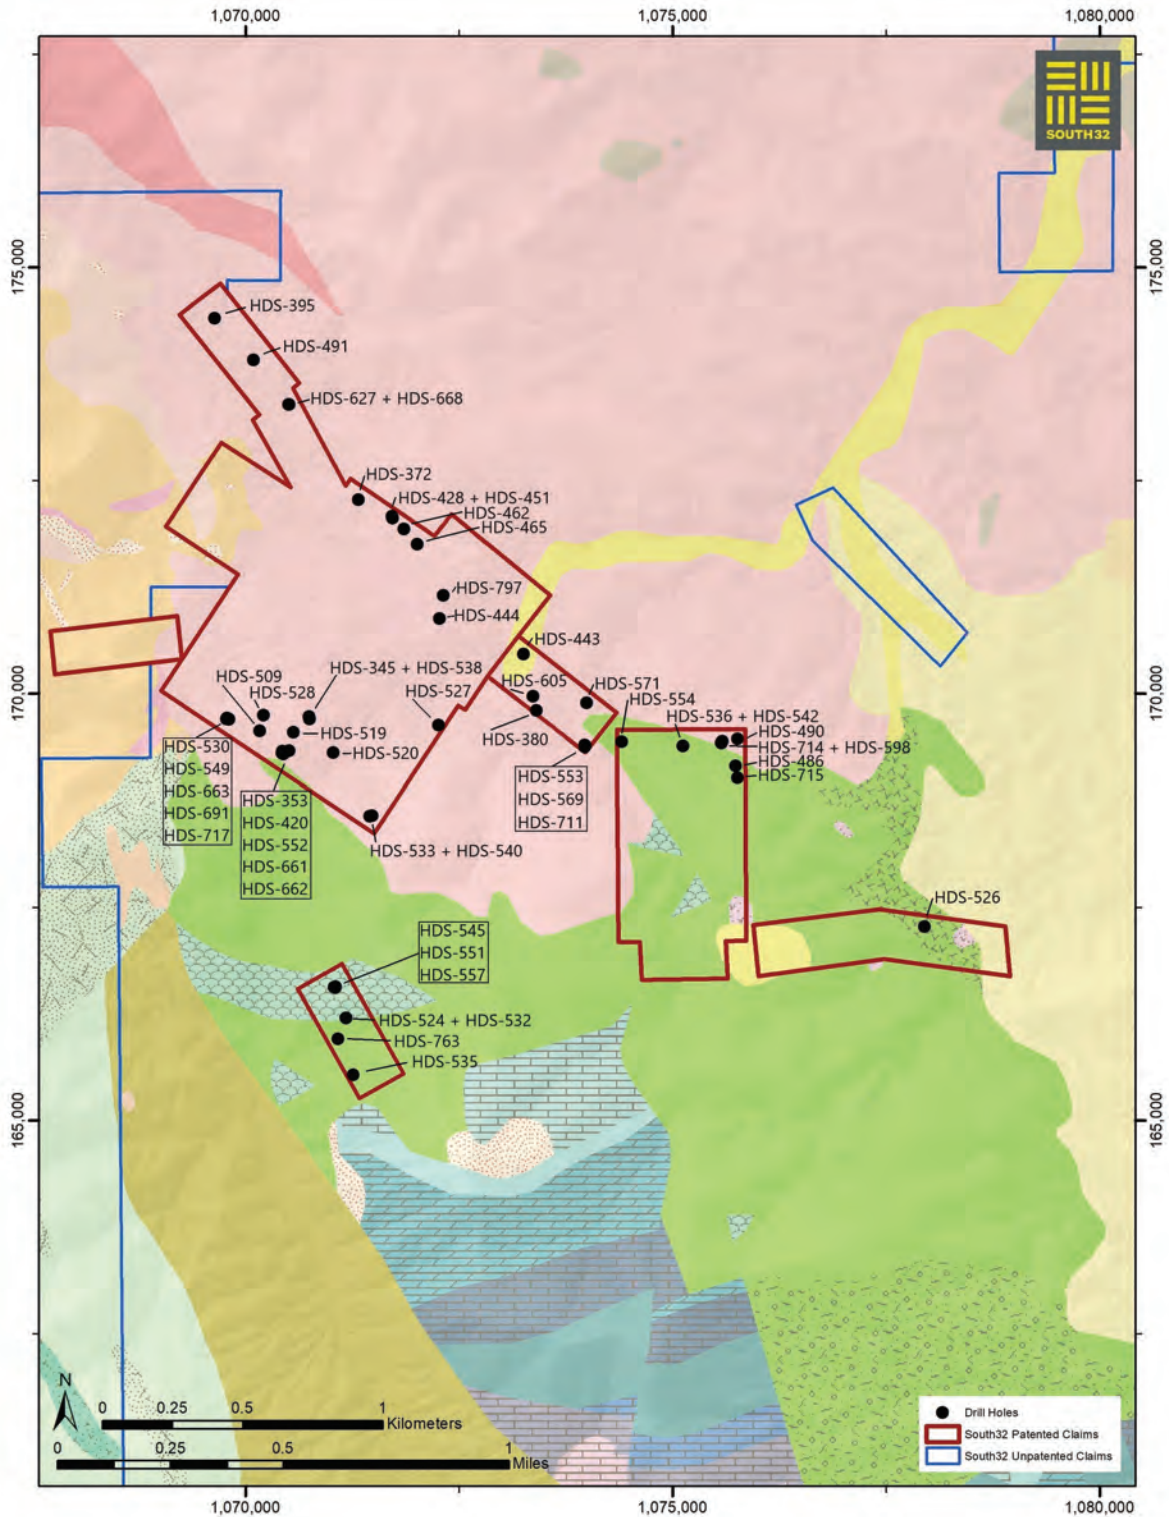 1,070,000
1,075,000
1,080,000
SOUTH32
175,000
175,000
HDS-395
HDS-491
HDS-627 + HDS-668
HDS-372
HDS-428 + HDS-451
HDS-462
HDS-465
HDS-797
HDS-444
HDS-443
HDS-345 + HDS-538
HDS-509
HDS-528
HDS-527
HDS-605
HDS-571
HDS-554
170,000
170,000
HDS-536 + HDS-542
HDS-519
HDS-490
HDS-380
HDS-714 + HDS-598
HDS-520
HDS-486
HDS-715
HDS-530
HDS-549
HDS-663
HDS-691
HDS-717
HDS-353
HDS-420
HDS-552
HDS-661
HDS-662
HDS-553
HDS-569
HDS-711
HDS-533 + HDS-540
HDS-526
HDS-545
HDS-551
HDS-557
HDS-524 + HDS-532
HDS-763
HDS-535
165,000
165,000
N
0 0.25 0.5 1
Kilometers
0 0.25 0.5 1
Miles
Drill Holes
South32 Patented Claims
South32 Unpatented Claims
1,070,000
1,075,000
1,080,000